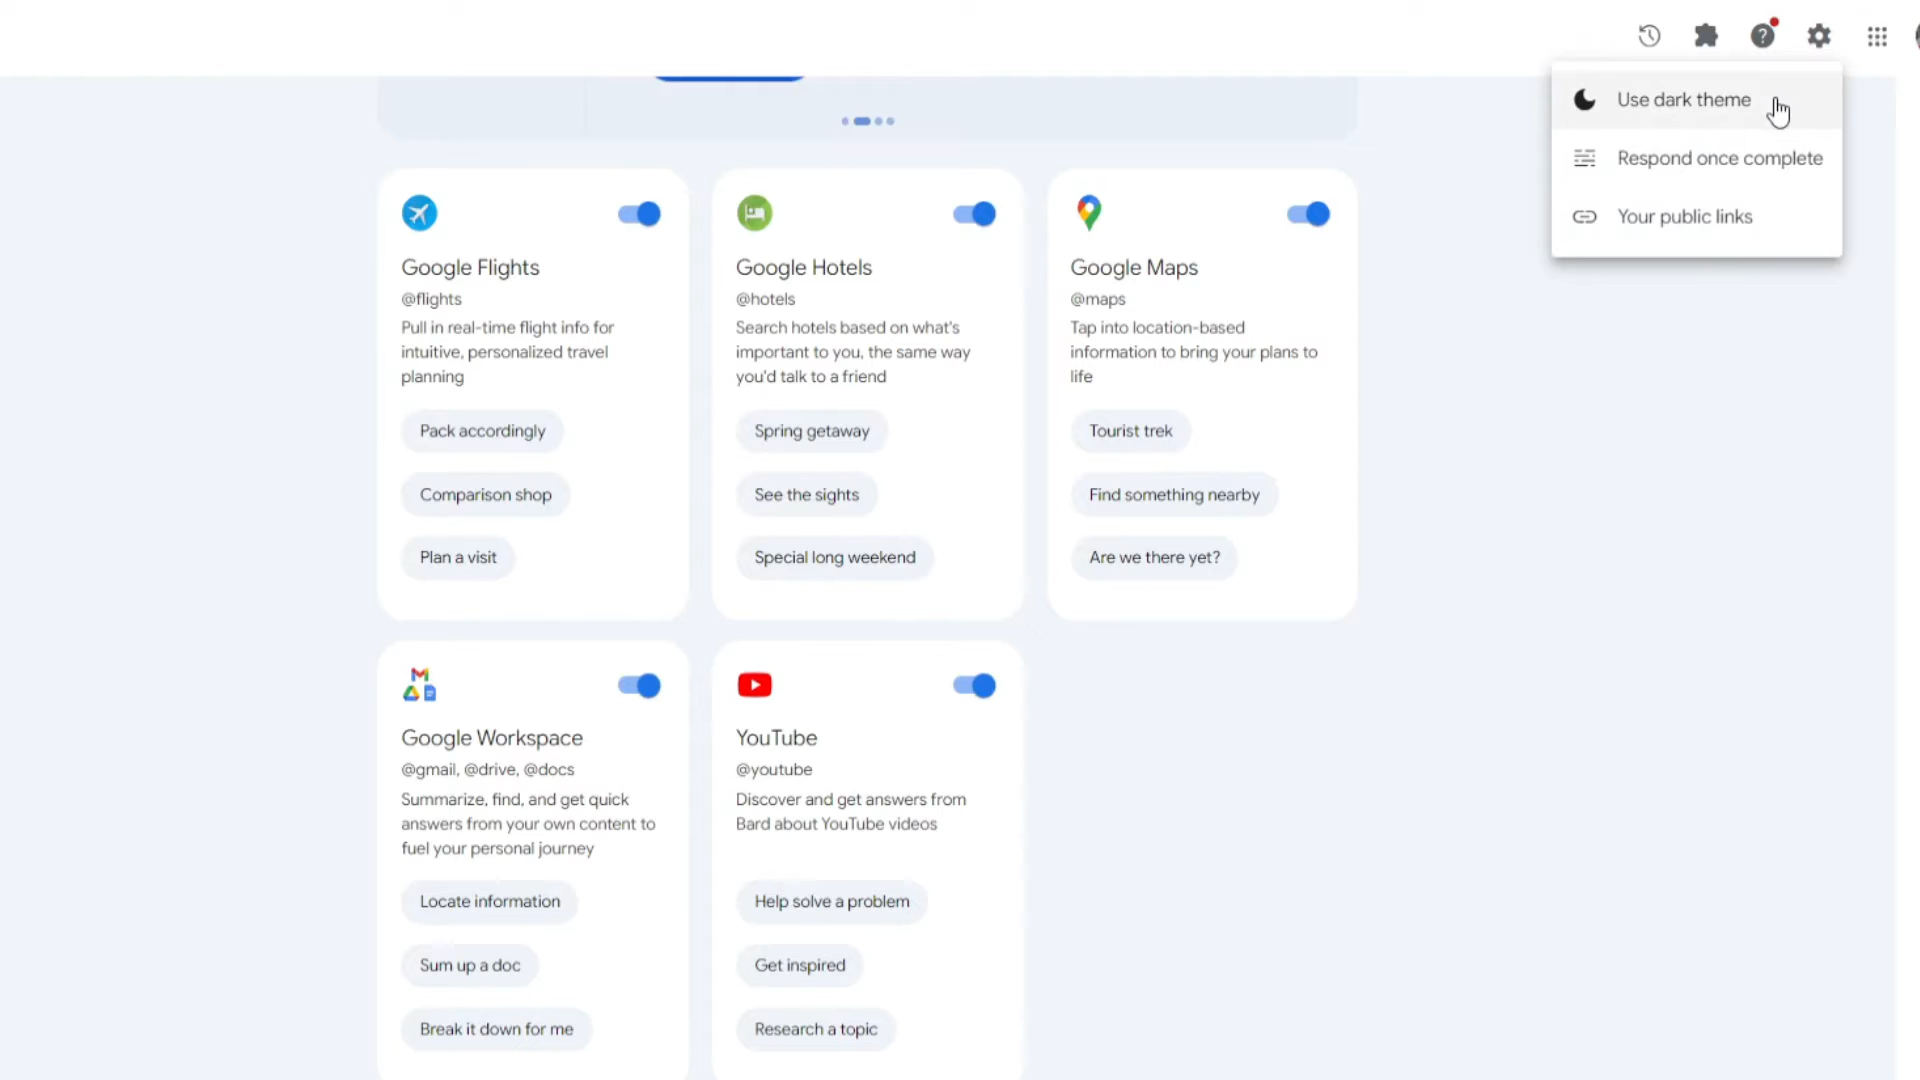 Use dark theme
Respond once complete
Your public links
Google Flights
@flights
Pull in real-time flight info for
intuitive, personalized travel
planning
Pack accordingly
Comparison shop
Plan a visit
Google Hotels
@hotels
Search hotels based on what's
important to you, the same way
you'd talk to a friend
Spring getaway
See the sights
Special long weekend
Google Maps
@maps
Tap into location-based
information to bring your plans to
life
Tourist trek
Find something nearby
Are we there yet?
Google Workspace
@gmail, @drive, @docs
Summarize, find, and get quick
answers from your own content to
fuel your personal journey
Locate information
Sum up a doc
Break it down for me
YouTube
@youtube
Discover and get answers from
Bard about YouTube videos
Help solve a problem
Get inspired
Research a topic